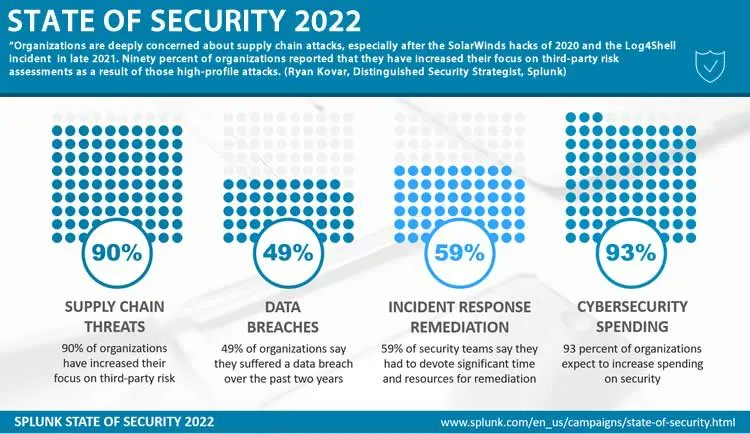 STATE OF SECURITY 2022
"Organizations are deeply concerned about supply chain attacks, especially after the SolarWinds hacks of 2020 and the Log4Shell
incident in late 2021. Ninety percent of organizations reported that they have increased their focus on third-party risk
assessments as a result of those high-profile attacks. (Ryan Kovar, Distinguished Security Strategist, Splunk)
90%
49%
59%
93%
SUPPLY CHAIN
THREATS
90% of organizations
have increased their
focus on third-party risk
DATA
BREACHES
49% of organizations say
they suffered a data breach
over the past two years
INCIDENT RESPONSE
REMEDIATION
59% of security teams say they
had to devote significant time
and resources for remediation
CYBERSECURITY
SPENDING
93 percent of organizations
expect to increase spending
on security
SPLUNK STATE OF SECURITY 2022
www.splunk.com/en_us/campaigns/state-of-security.html